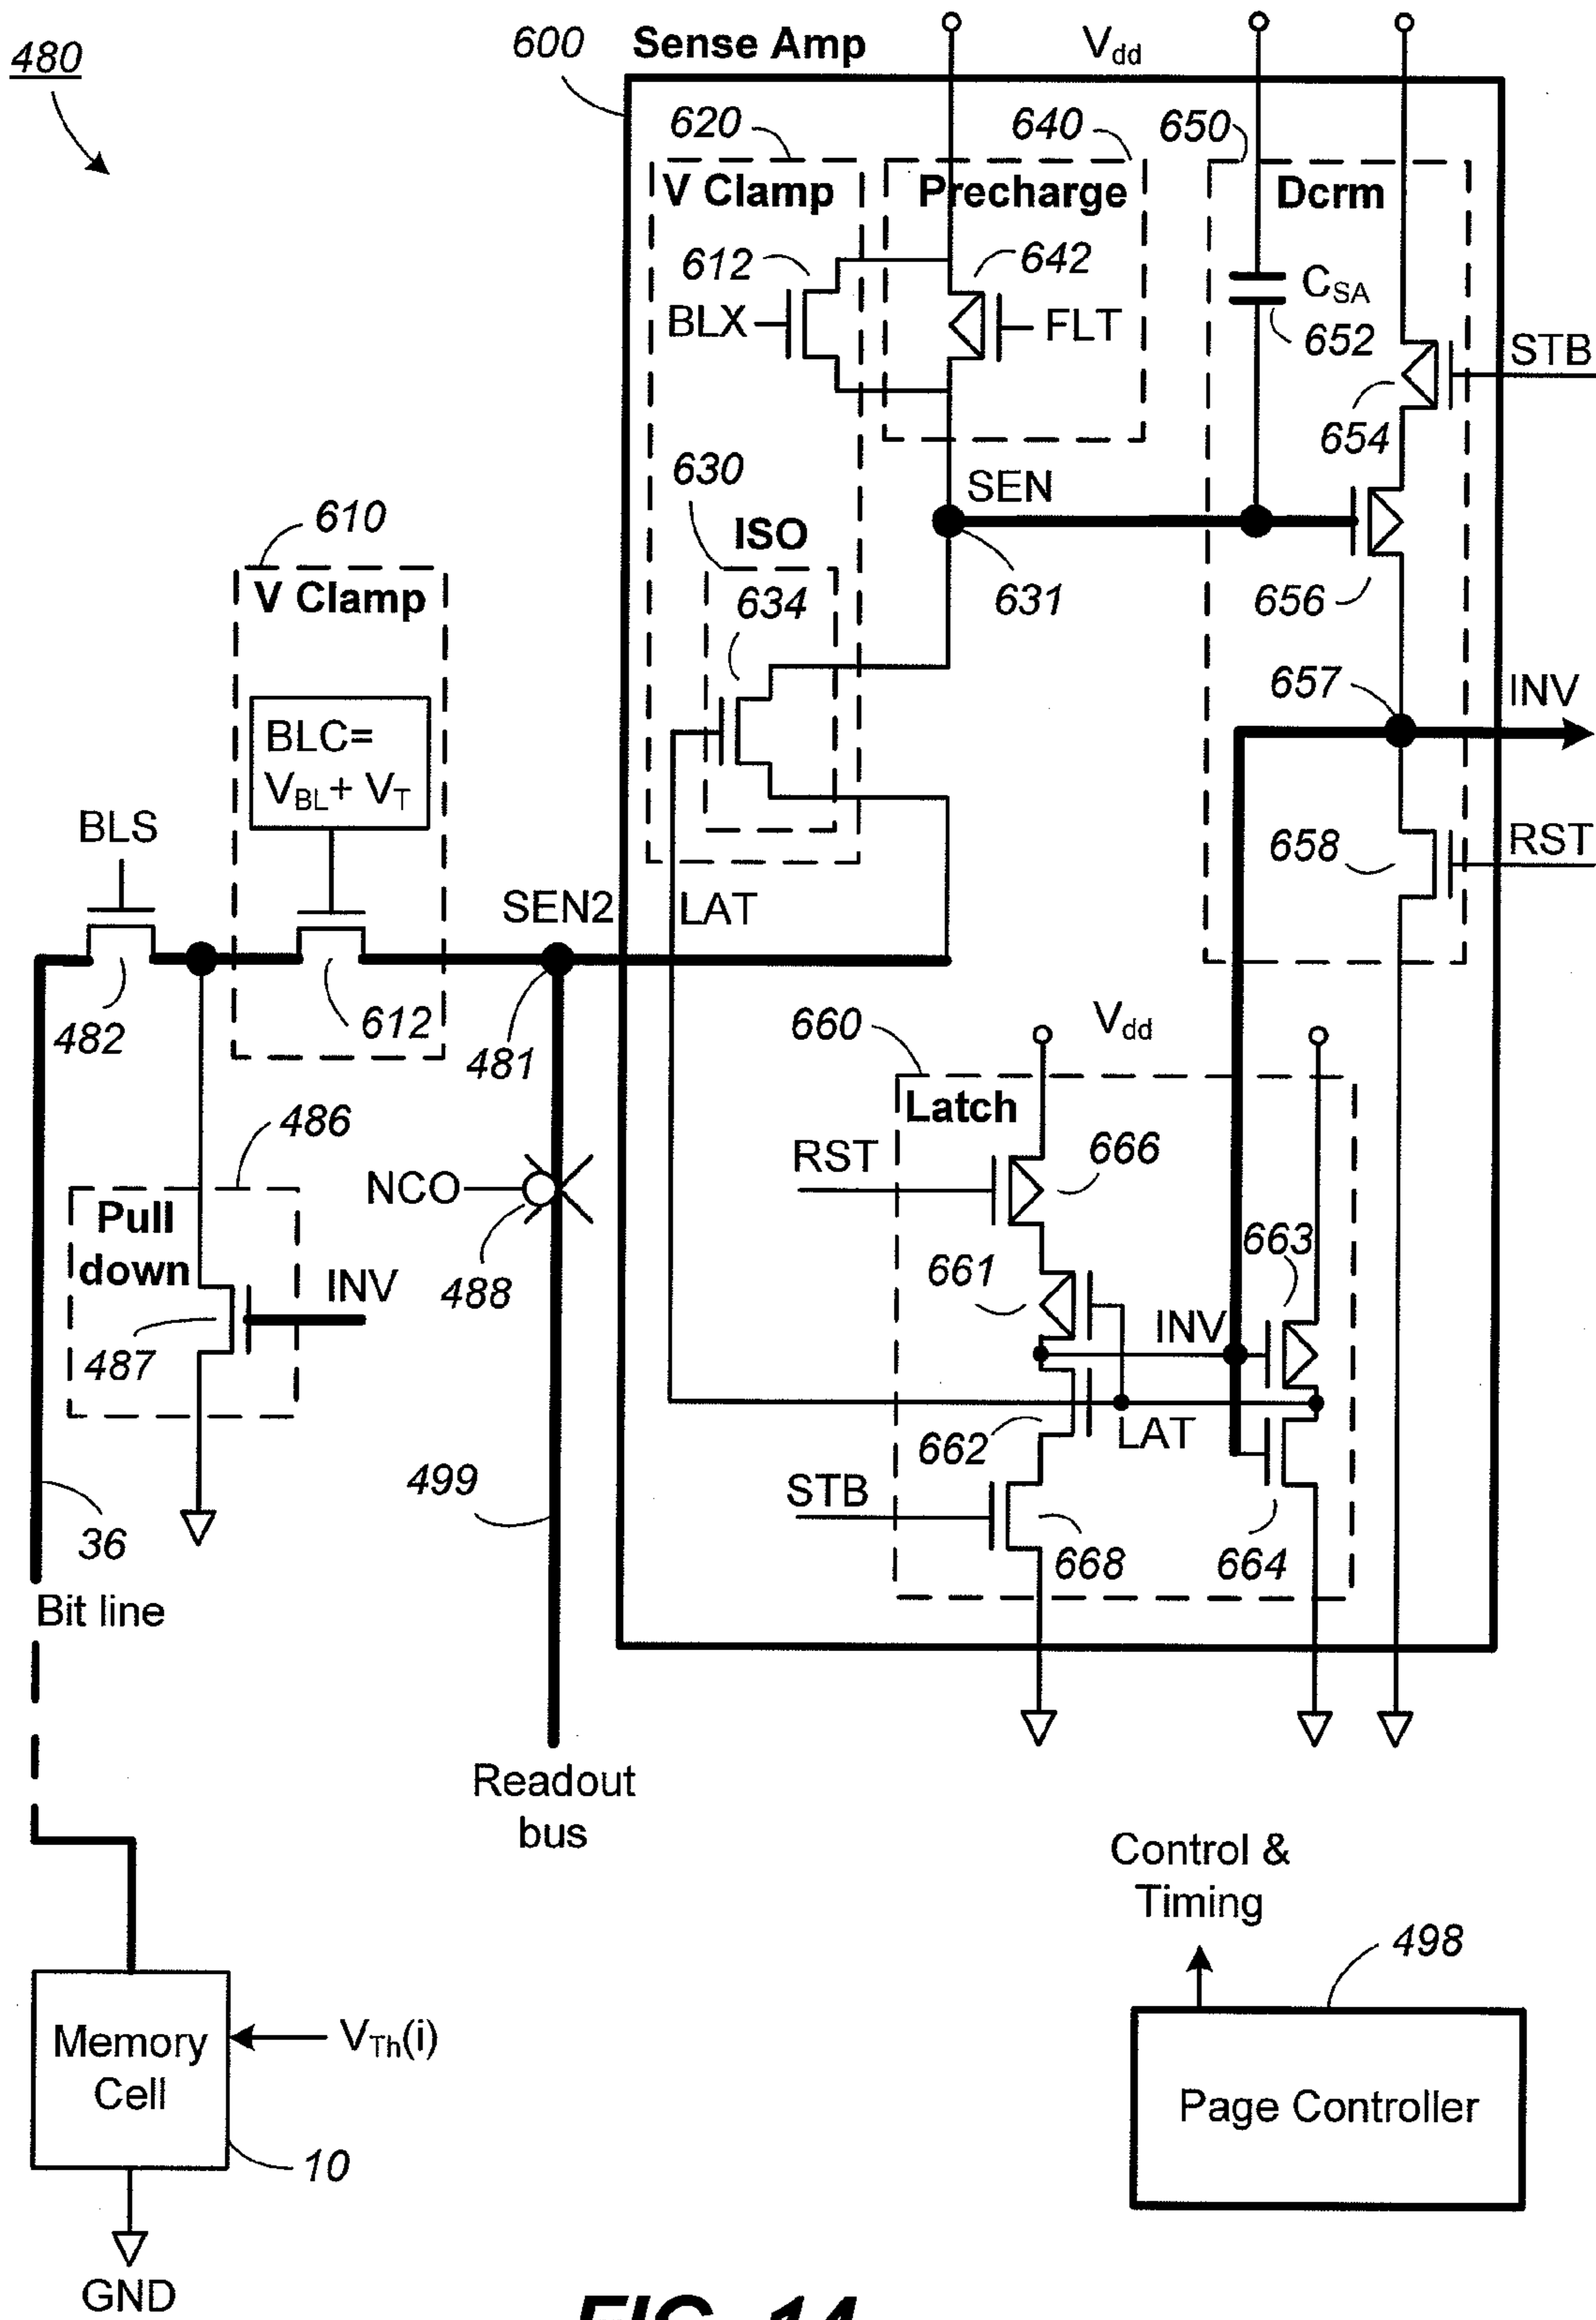 480
600
Sense Amp
Vdd
620
640
650
V Clamp
Precharge
Dcrm
612
642
BLX
FLT
CSA
652
STB
654
630
SEN
ISO
634
631
656
610
V Clamp
657
INV
BLC=
VBL+ VT
BLS
658
RST
SEN2
LAT
482
612
481
660
Vdd
486
Latch
RST
666
NCO
Pull
down
INV
488
661
663
INV
487
662
LAT
499
STB
36
668
664
Bit line
Readout
bus
Control &
Timing
498
Memory
Cell
VTh(i)
Page Controller
10
GND
FIG. 14